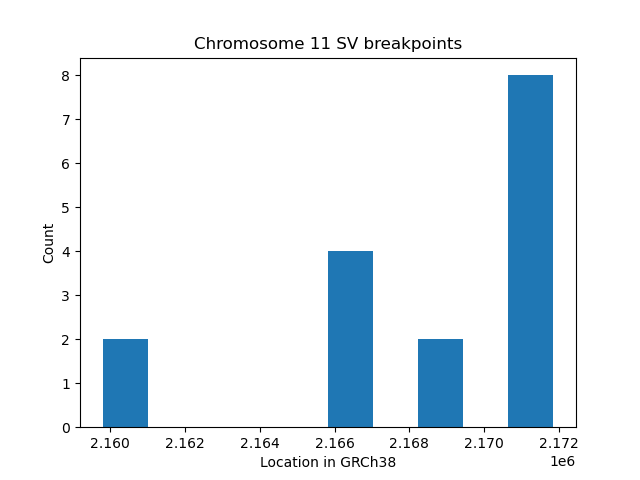 Chromosome 11 SV breakpoints
8
7
6
5
4
3
2
1
0
Count
2.160 2.162 2.164 2.166 2.168 2.170 2.172
1e6
Location in GRCh38